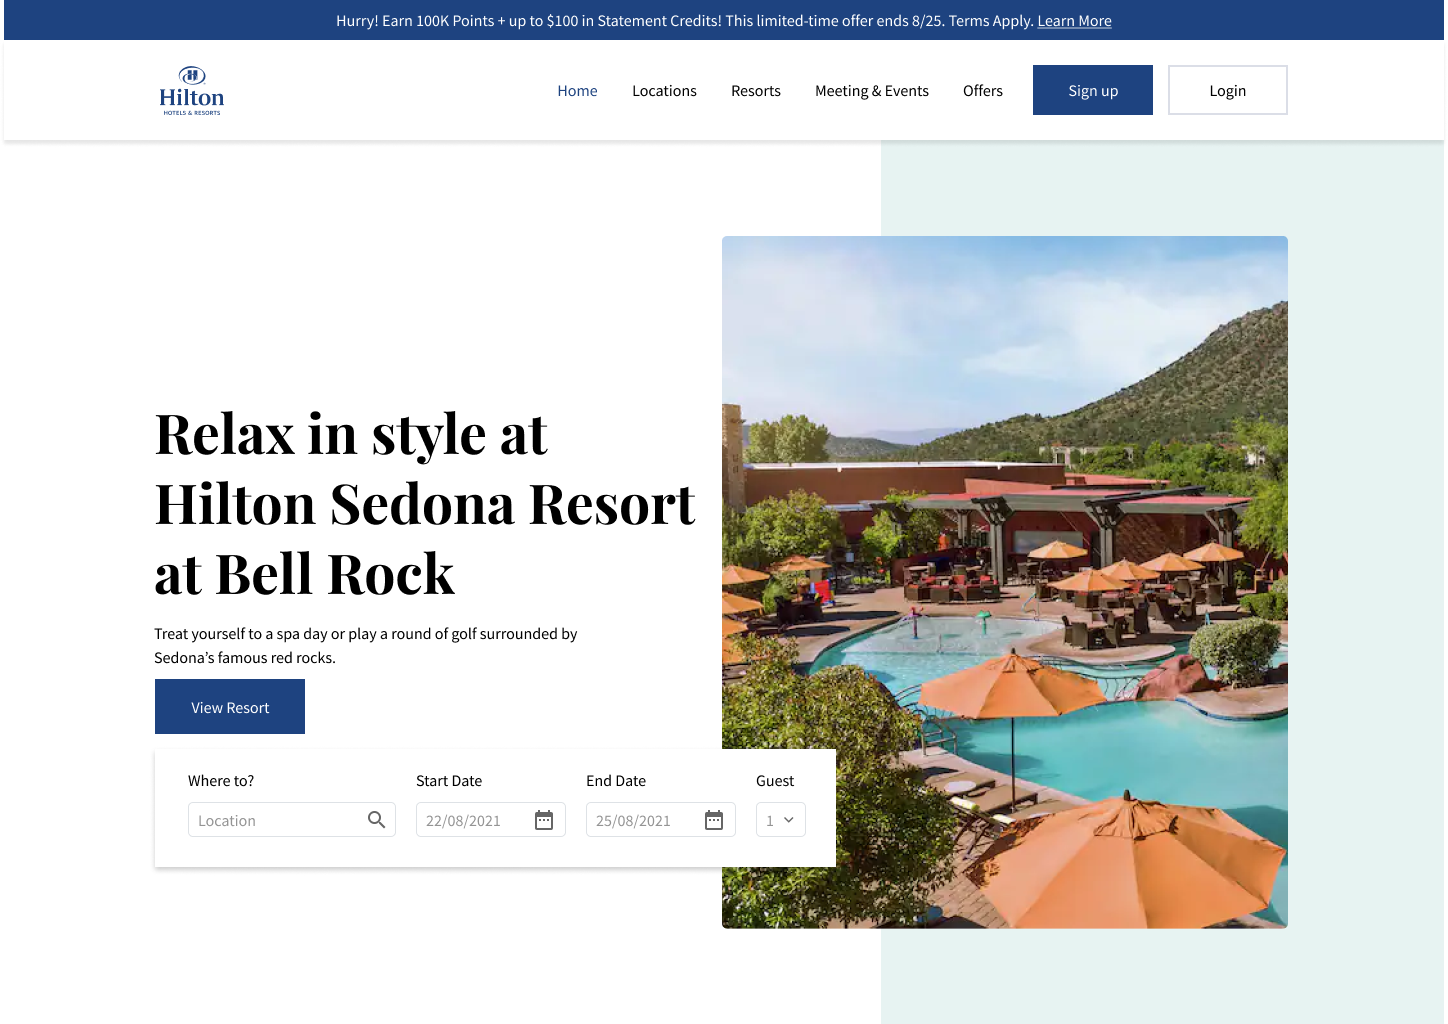 Hurry! Earn 100K Points + up to $100 in Statement Credits! This limited-time offer ends 8/25. Terms Apply. Learn More
H
Hilton
HOTELS & RESORTS
Home
Locations
Resorts
Meeting & Events
Offers
Sign up
Login
Relax in style at
Hilton Sedona Resort
at Bell Rock
Treat yourself to a spa day or play a round of golf surrounded by
Sedona’s famous red rocks.
View Resort
Where to?
Start Date
End Date
Guest
Location
22/08/2021
25/08/2021
1